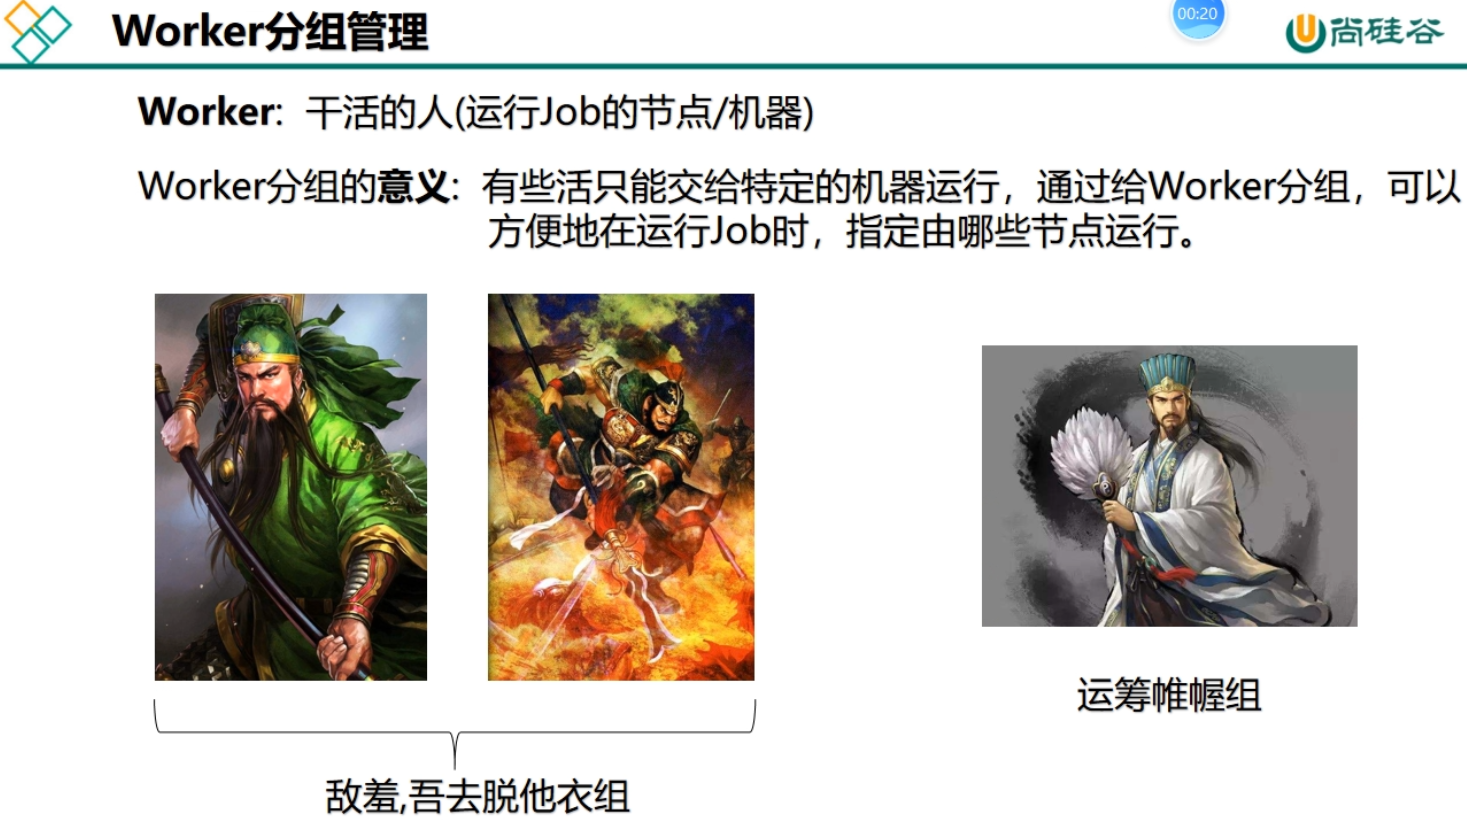 Worker分组管理
00:20
尚硅谷
Worker: 干活的人(运行Job的节点/机器)
Worker分组的意义: 有些活只能交给特定的机器运行，通过给Worker分组，可以
方便地在运行Job时，指定由哪些节点运行。
运筹帷幄组
敌羞,吾去脱他衣组